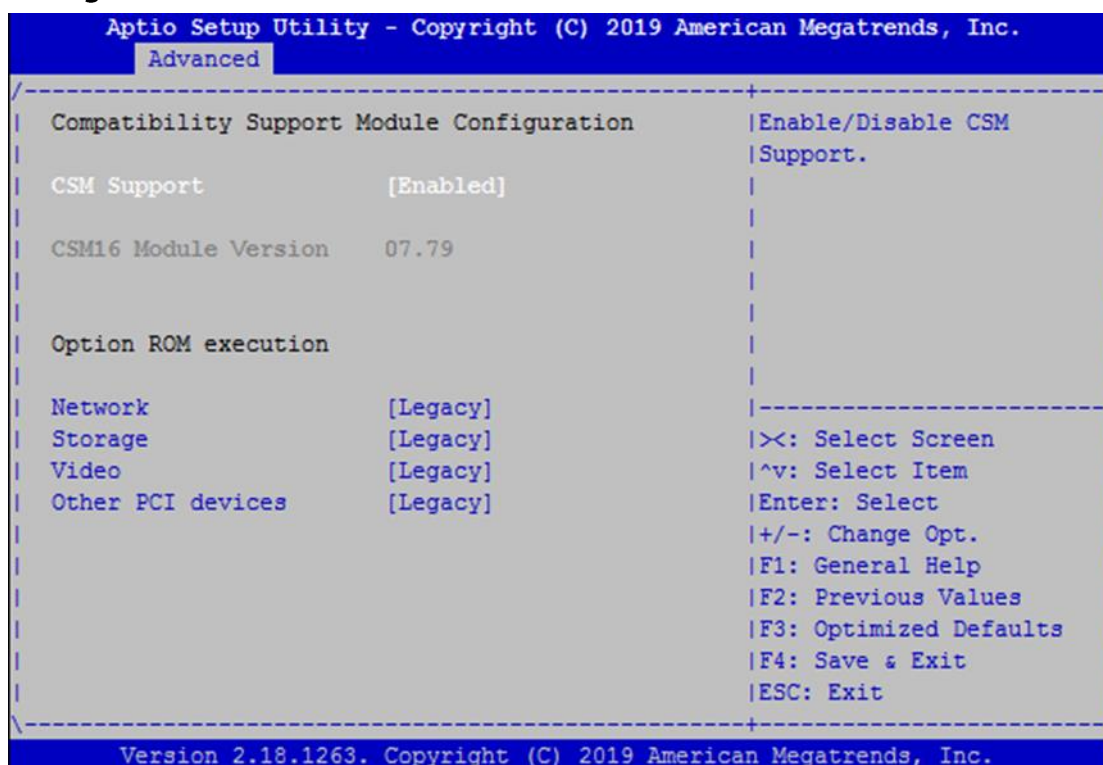 Aptio Setup Utility - Copyright (C) 2019 American Megatrends, Inc.
Advanced
/----------------------------------------------------+-------------------------
| Compatibility Support Module Configuration |Enable/Disable CSM
| |Support.
| CSM Support [Enabled] |
| |
| CSM16 Module Version 07.79 |
| |
| |
| Option ROM execution |
| |
| Network [Legacy] |-------------------------
| Storage [Legacy] |><: Select Screen
| Video [Legacy] |^v: Select Item
| Other PCI devices [Legacy] |Enter: Select
| |+/-: Change Opt.
| |F1: General Help
| |F2: Previous Values
| |F3: Optimized Defaults
| |F4: Save & Exit
| |ESC: Exit
\----------------------------------------------------+-------------------------
Version 2.18.1263. Copyright (C) 2019 American Megatrends, Inc.